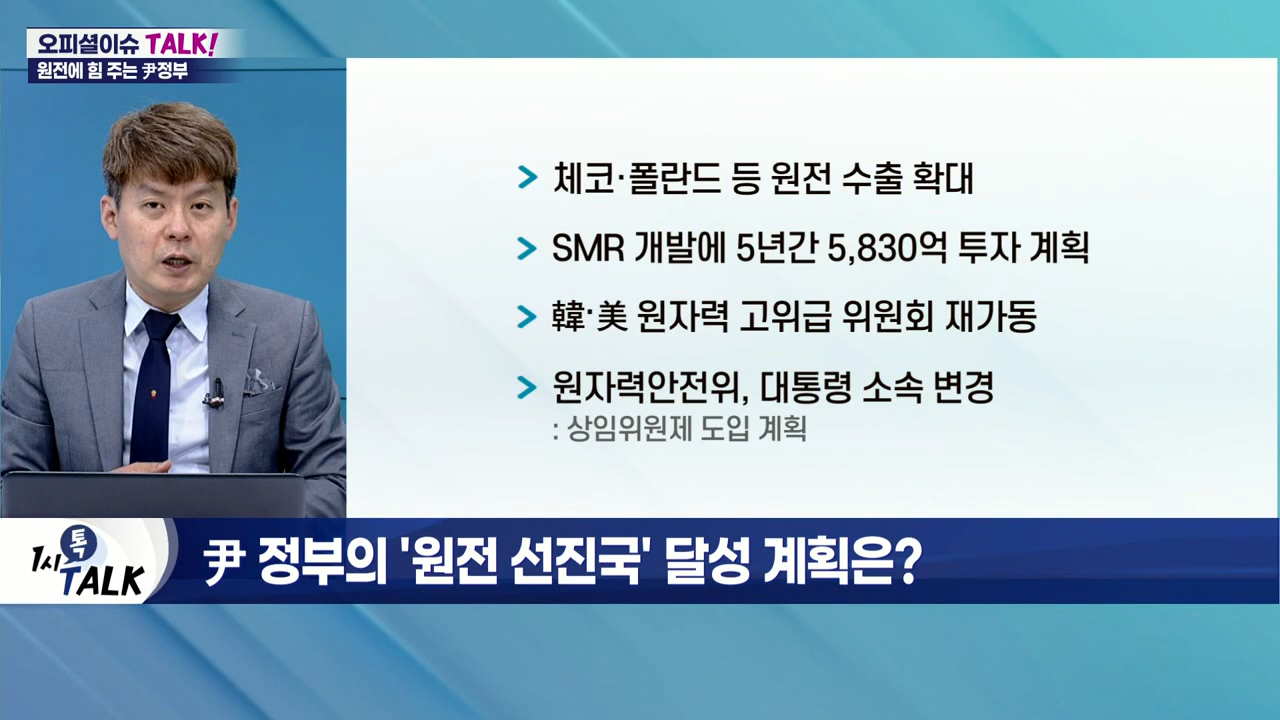 오피셜이슈 TALK!
원전에 힘 주는 尹정부
> 체코·폴란드 등 원전 수출 확대
> SMR 개발에 5년간 5,830억 투자 계획
> 韓·美 원자력 고위급 위원회 재가동
> 원자력안전위, 대통령 소속 변경
: 상임위원제 도입 계획
1시톡 TALK
尹 정부의 '원전 선진국' 달성 계획은?